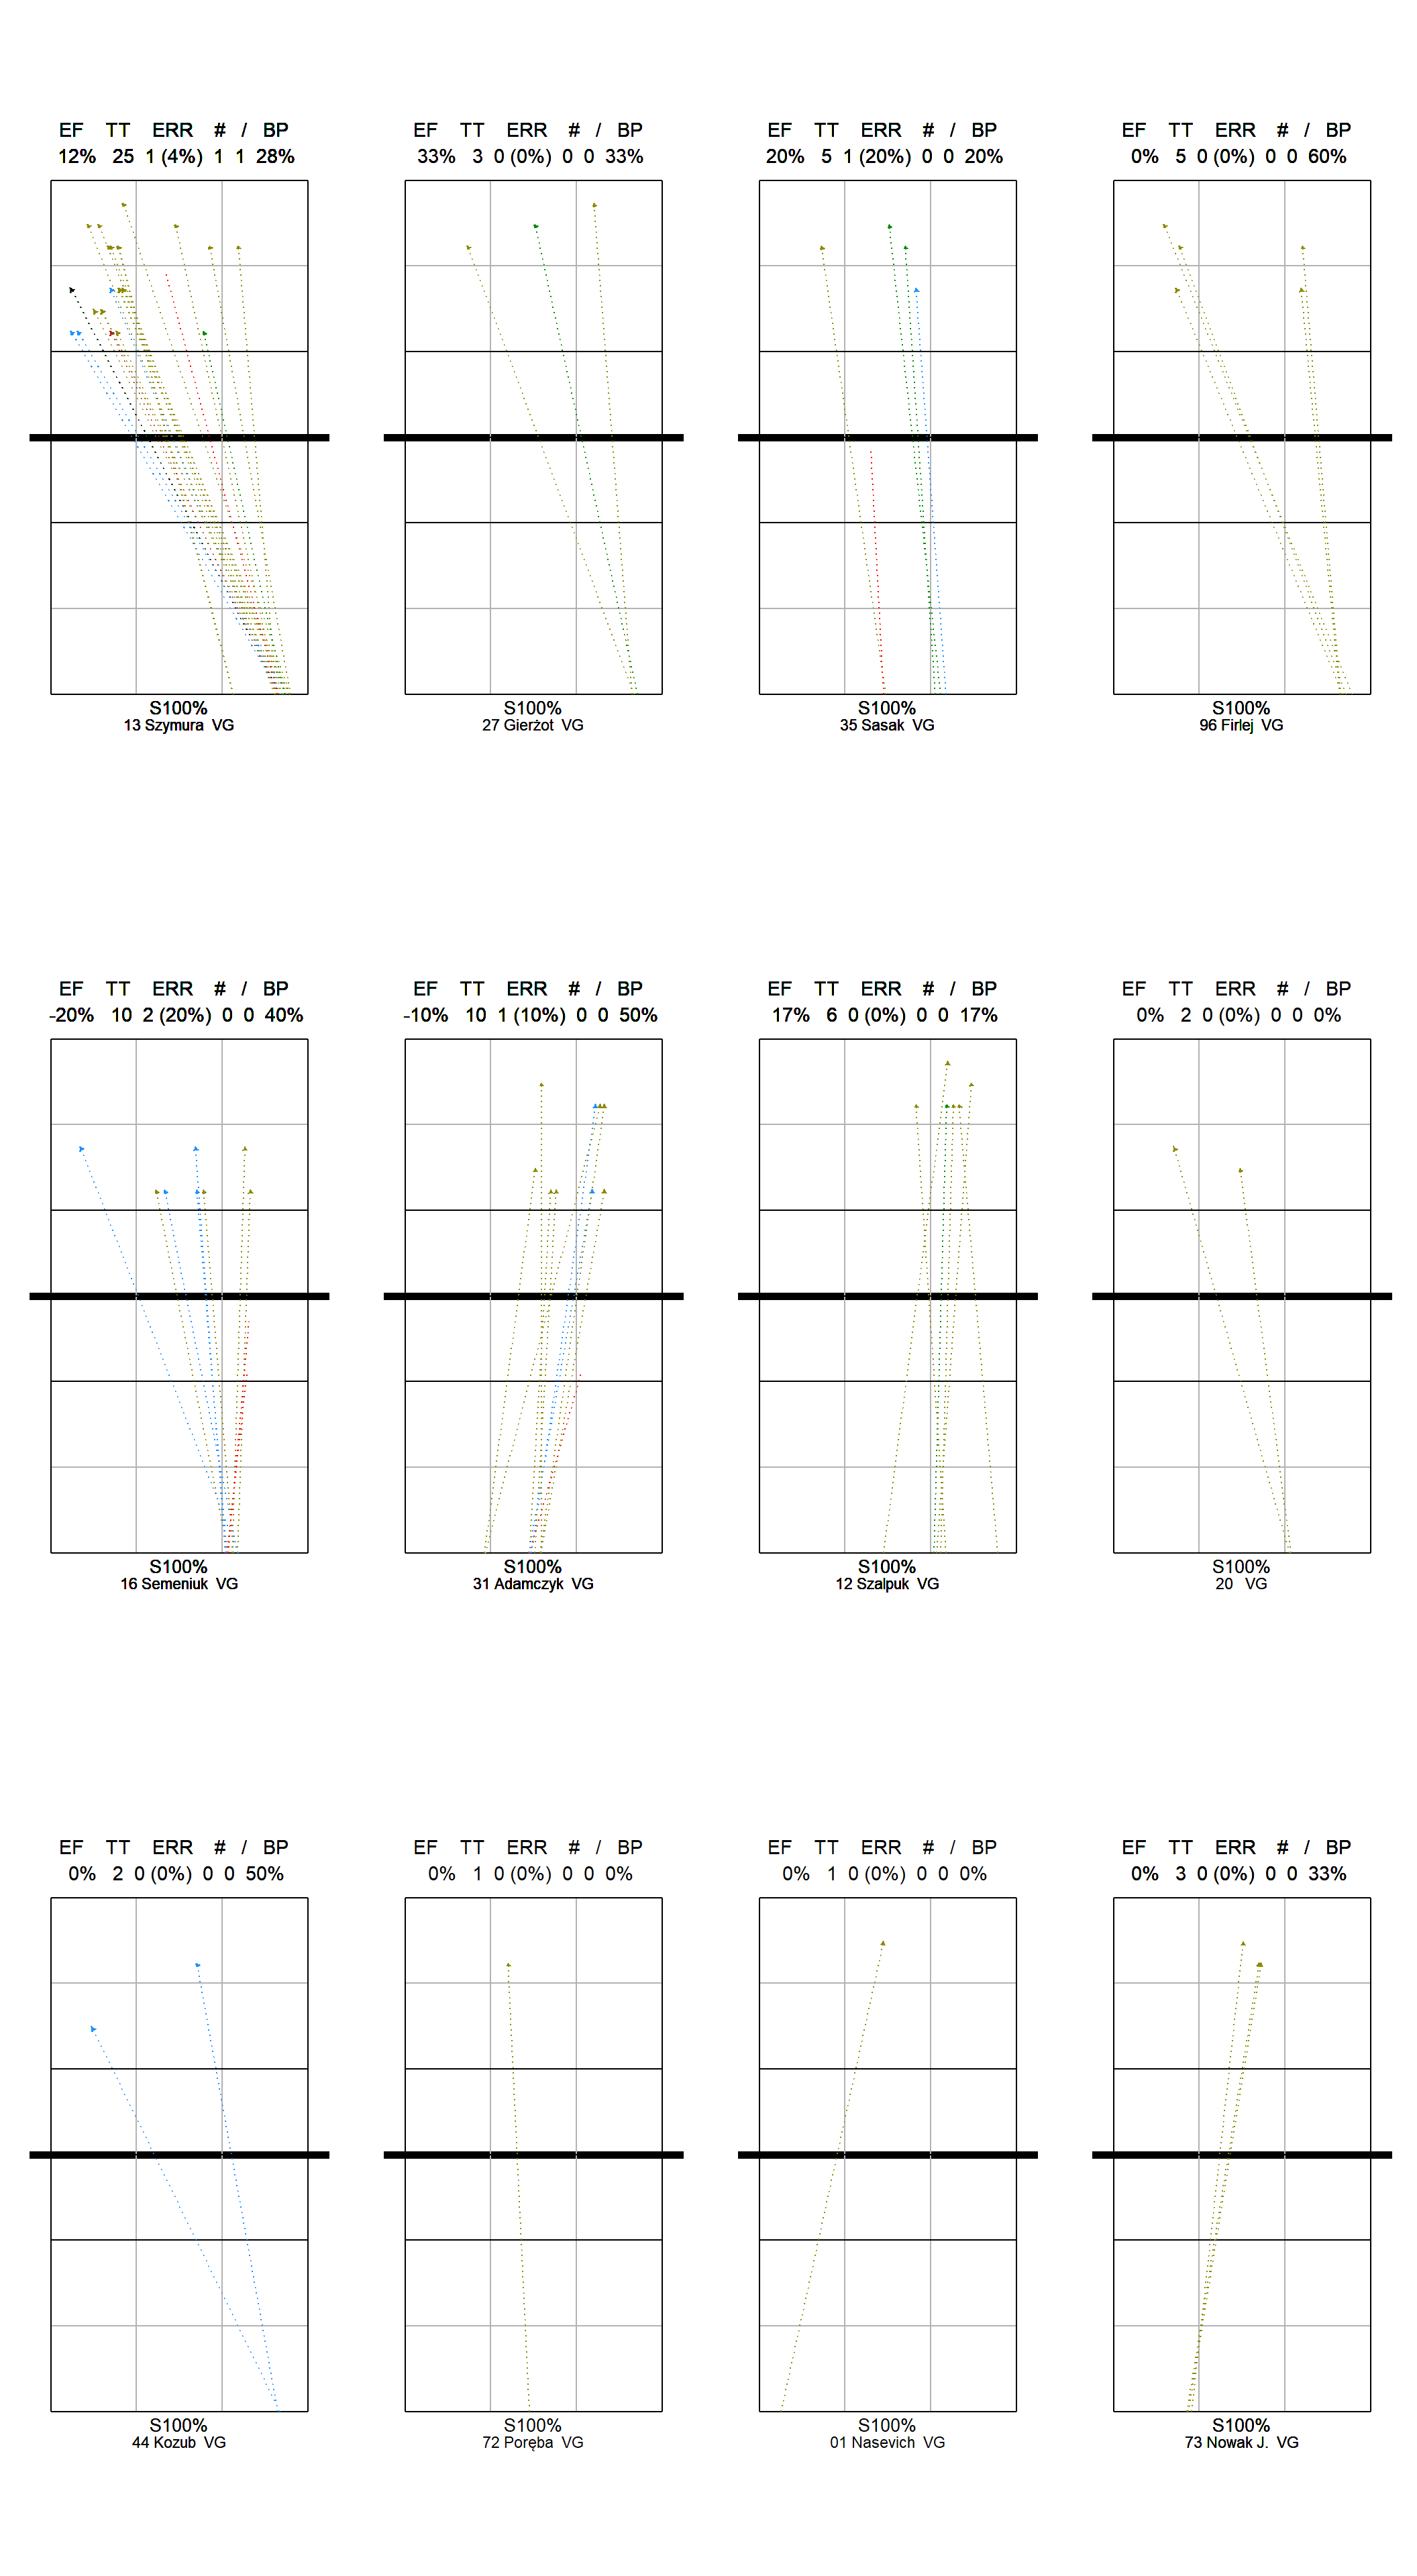 EF TT ERR # / BP
12% 25 1 (4%) 1 1 28%
S100%
13 Szymura VG
EF TT ERR # / BP
33% 3 0 (0%) 0 0 33%
S100%
27 Gierżot VG
EF TT ERR # / BP
20% 5 1 (20%) 0 0 20%
S100%
35 Sasak VG
EF TT ERR # / BP
0% 5 0 (0%) 0 0 60%
S100%
96 Firlej VG
EF TT ERR # / BP
-20% 10 2 (20%) 0 0 40%
S100%
16 Semeniuk VG
EF TT ERR # / BP
-10% 10 1 (10%) 0 0 50%
S100%
31 Adamczyk VG
EF TT ERR # / BP
17% 6 0 (0%) 0 0 17%
S100%
12 Szalpuk VG
EF TT ERR # / BP
0% 2 0 (0%) 0 0 0%
S100%
20 VG
EF TT ERR # / BP
0% 2 0 (0%) 0 0 50%
S100%
44 Kozub VG
EF TT ERR # / BP
0% 1 0 (0%) 0 0 0%
S100%
72 Poręba VG
EF TT ERR # / BP
0% 1 0 (0%) 0 0 0%
S100%
01 Nasevich VG
EF TT ERR # / BP
0% 3 0 (0%) 0 0 33%
S100%
73 Nowak J. VG